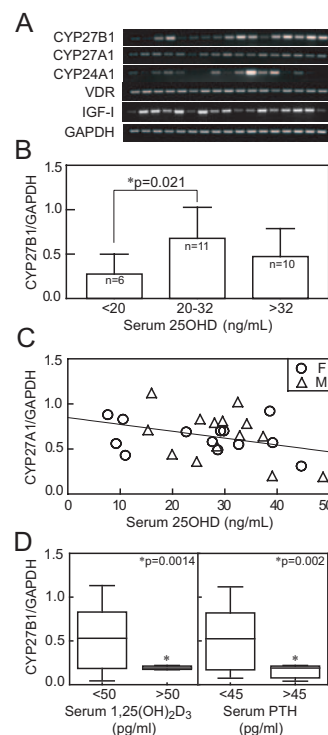 A
CYP27B1
CYP27A1
CYP24A1
VDR
IGF-I
GAPDH
B
CYP27B1/GAPDH
1.5
1.0
0.5
0
*p=0.021
n=6
n=11
n=10
<20 20-32 >32
Serum 25OHD (ng/mL)
C
CYP27A1/GAPDH
1.5
1.0
0.5
0
F
M
0 10 20 30 40 50
Serum 25OHD (ng/mL)
D
CYP27B1/GAPDH
1.5
1.0
0.5
0
*p=0.0014
*p=0.002
*
*
<50 >50 <45 >45
Serum 1,25(OH)2D3 Serum PTH
(pg/ml) (pg/ml)